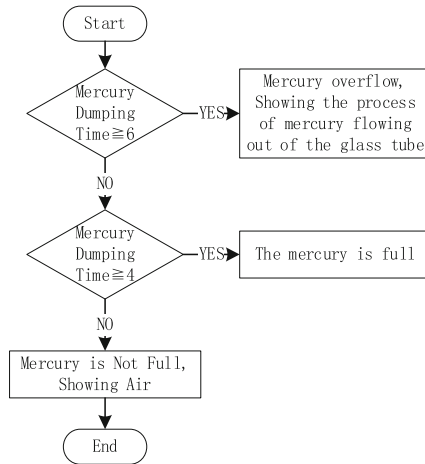 Start
Mercury
Dumping
Time≧6
YES
Mercury overflow,
Showing the process
of mercury flowing
out of the glass tube
NO
Mercury
Dumping
Time≧4
YES
The mercury is full
NO
Mercury is Not Full,
Showing Air
End